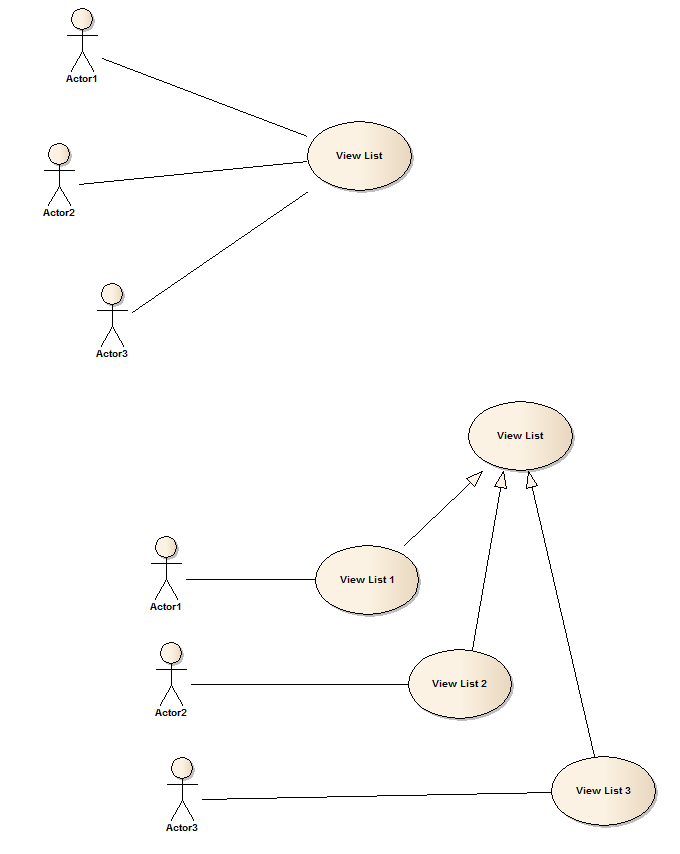 Actor1
View List
Actor2
Actor3
View List
Actor1
View List 1
Actor2
View List 2
Actor3
View List 3